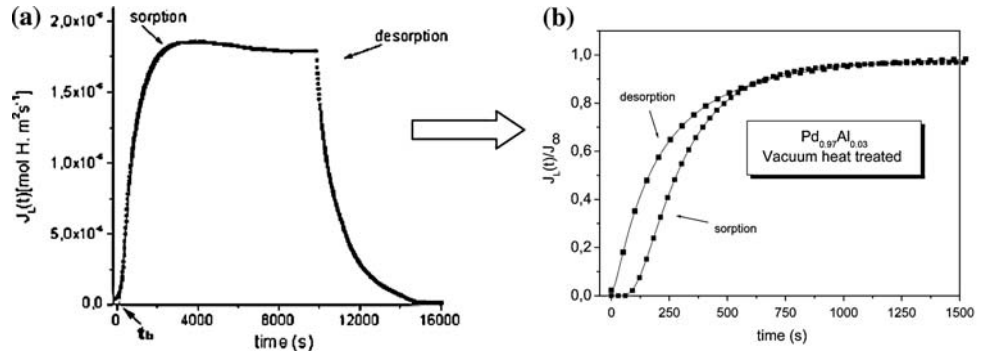 (a)
2,0x10⁻⁶
1,5x10⁻⁶
1,0x10⁻⁶
5,0x10⁻⁶
0,0
J_L(t)[mol H. m²s⁻¹]
sorption
desorption
t_b
0
4000
8000
12000
16000
time (s)
(b)
1,0
0,8
0,6
0,4
0,2
0,0
J_L(t)/J_8
desorption
sorption
Pd₀.₉₇Al₀.₀₃
Vacuum heat treated
0
250
500
750
1000
1250
1500
time (s)